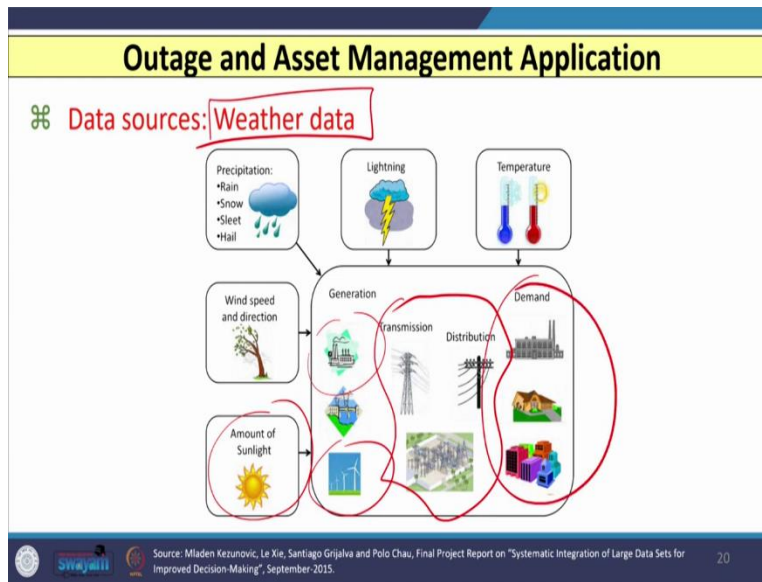 Outage and Asset Management Application
⌘ Data sources: Weather data
Precipitation:
•Rain
•Snow
•Sleet
•Hail
Lightning
Temperature
Wind speed
and direction
Amount of
Sunlight
Generation
Transmission
Distribution
Demand
swayam
Source: Mladen Kezunovic, Le Xie, Santiago Grijalva and Polo Chau, Final Project Report on "Systematic Integration of Large Data Sets for
Improved Decision-Making", September-2015.
20